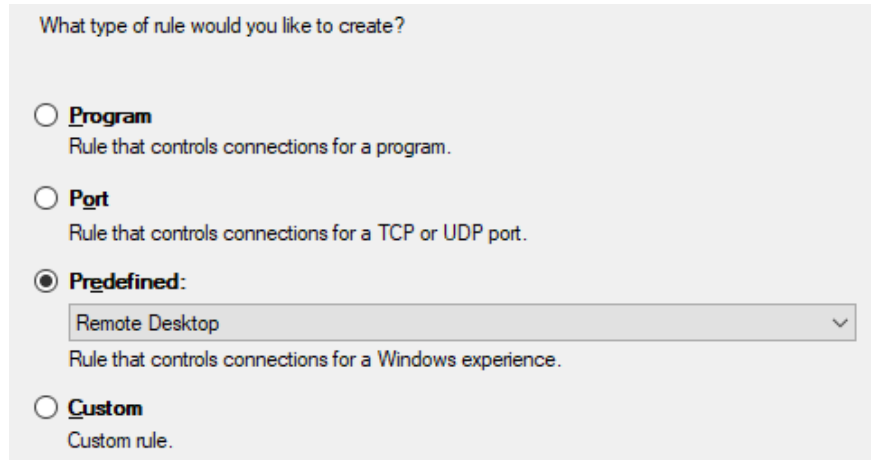 What type of rule would you like to create?
Program
Rule that controls connections for a program.
Port
Rule that controls connections for a TCP or UDP port.
Predefined:
Remote Desktop
Rule that controls connections for a Windows experience.
Custom
Custom rule.